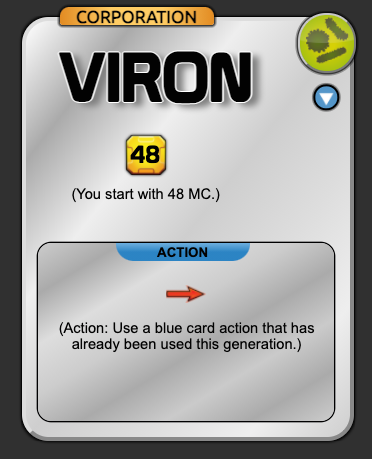 CORPORATION
VIRON
48
(You start with 48 MC.)
ACTION
(Action: Use a blue card action that has
already been used this generation.)